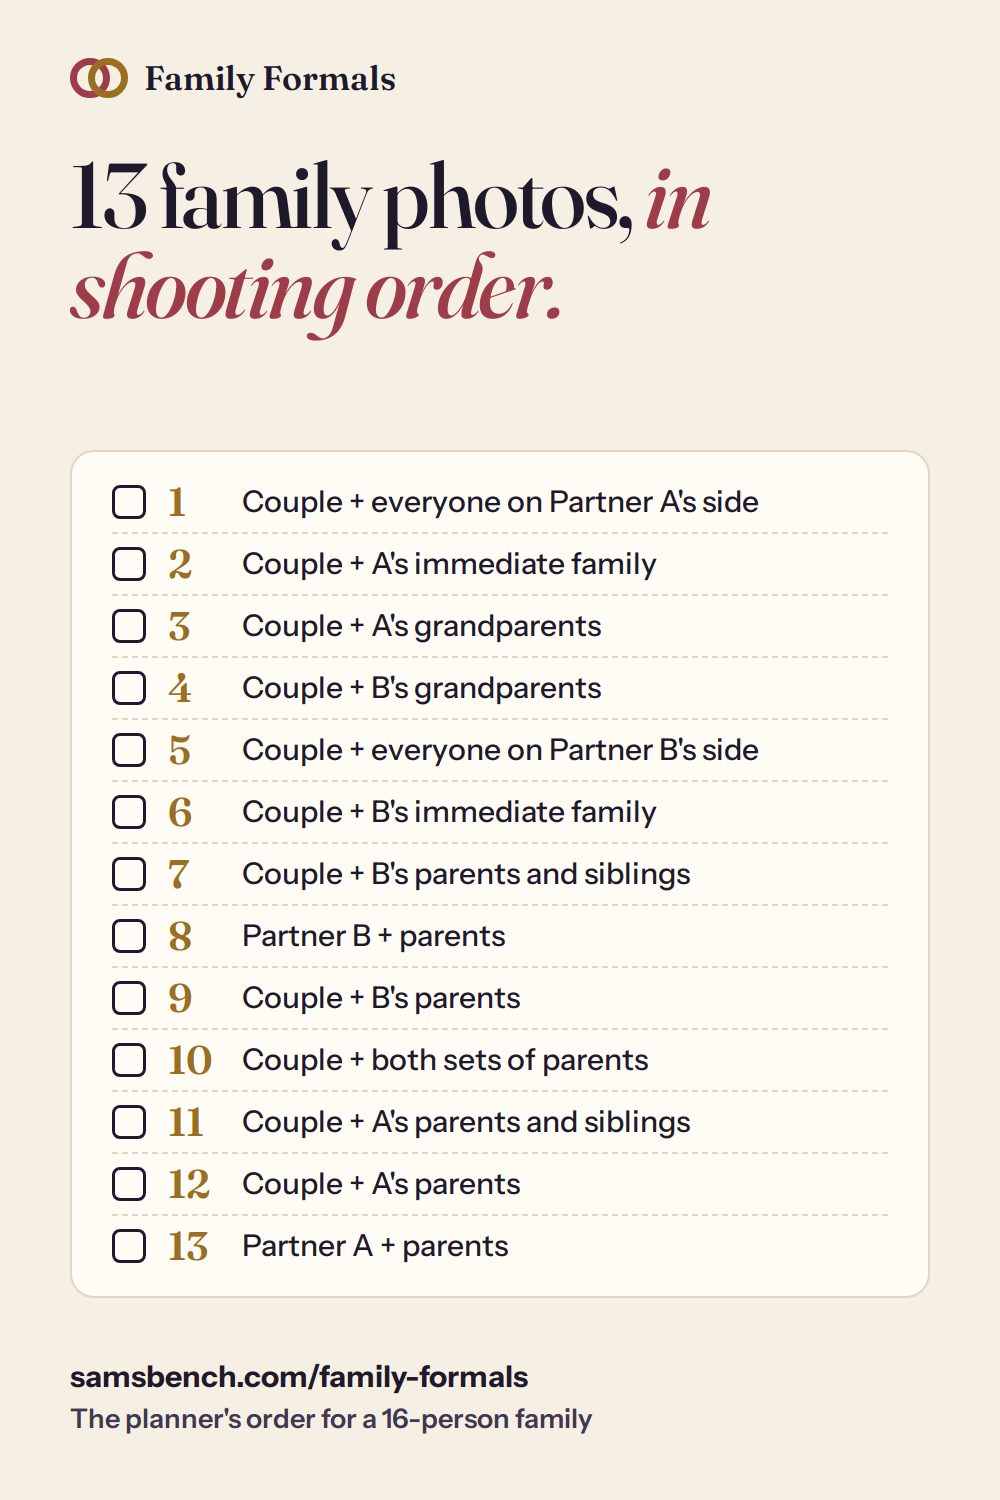 Family Formals
13 family photos, in
shooting order.
1 Couple + everyone on Partner A's side
2 Couple + A's immediate family
3 Couple + A's grandparents
4 Couple + B's grandparents
5 Couple + everyone on Partner B's side
6 Couple + B's immediate family
7 Couple + B's parents and siblings
8 Partner B + parents
9 Couple + B's parents
10 Couple + both sets of parents
11 Couple + A's parents and siblings
12 Couple + A's parents
13 Partner A + parents
samsbench.com/family-formals
The planner's order for a 16-person family